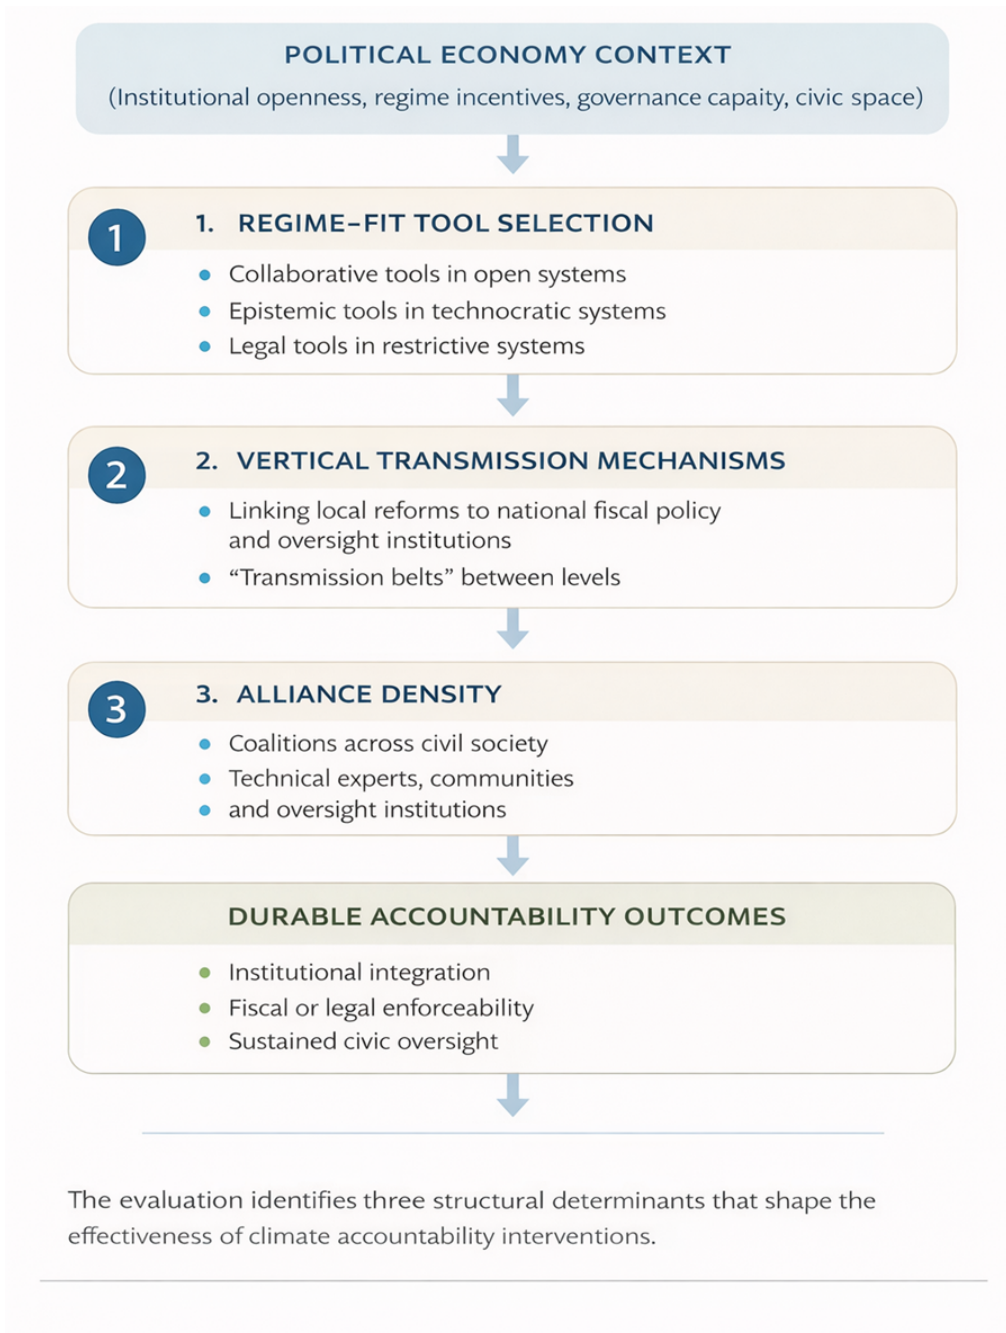 POLITICAL ECONOMY CONTEXT
(Institutional openness, regime incentives, governance capaity, civic space)
1
1. REGIME–FIT TOOL SELECTION
• Collaborative tools in open systems
• Epistemic tools in technocratic systems
• Legal tools in restrictive systems
2
2. VERTICAL TRANSMISSION MECHANISMS
• Linking local reforms to national fiscal policy
and oversight institutions
• “Transmission belts” between levels
3
3. ALLIANCE DENSITY
• Coalitions across civil society
• Technical experts, communities
• and oversight institutions
DURABLE ACCOUNTABILITY OUTCOMES
• Institutional integration
• Fiscal or legal enforceability
• Sustained civic oversight
The evaluation identifies three structural determinants that shape the
effectiveness of climate accountability interventions.